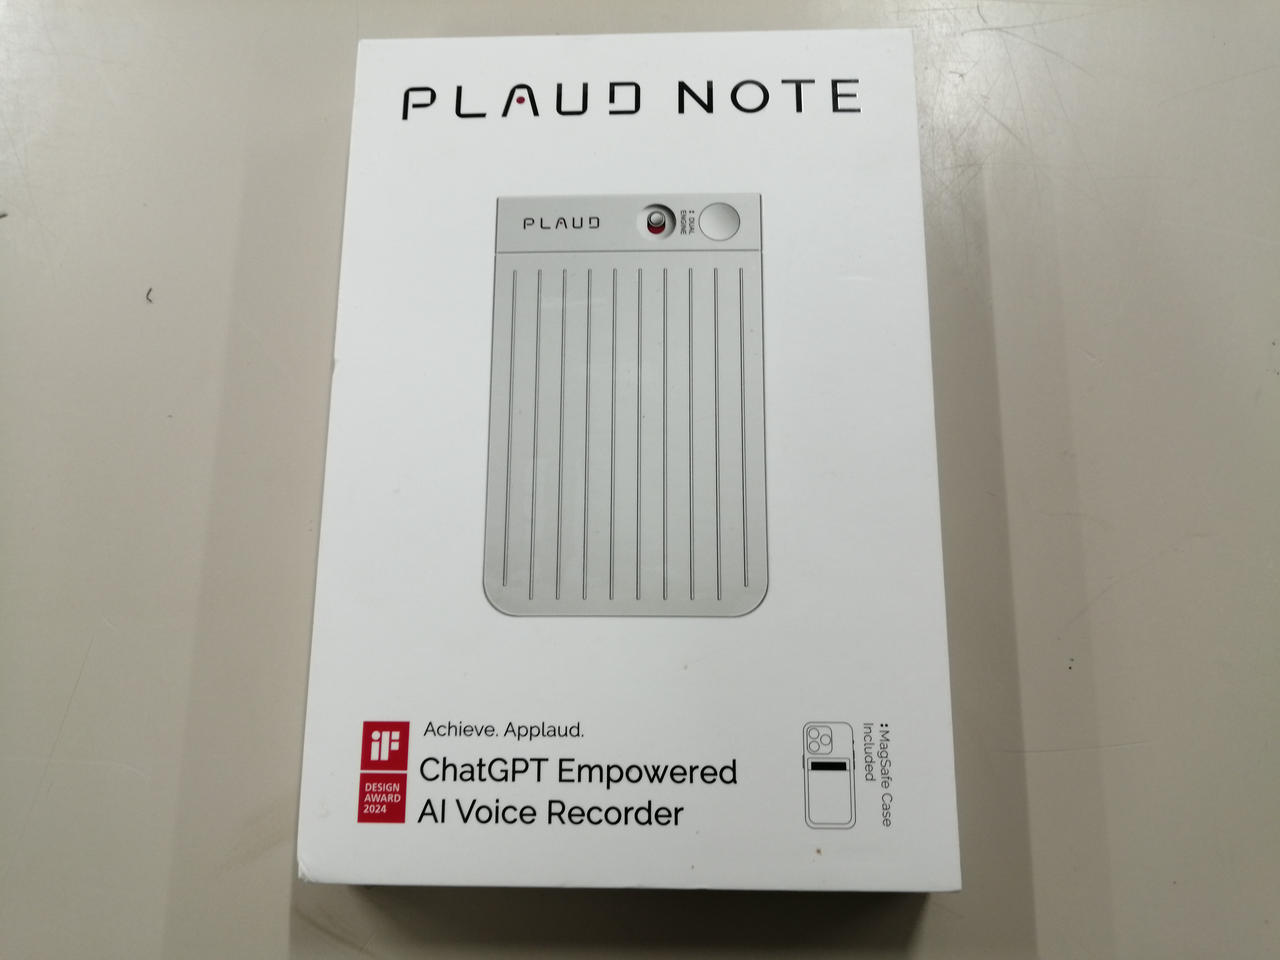 PLAUD NOTE
PLAUD
: DUAL
ENGINE
iF
DESIGN
AWARD
2024
Achieve. Applaud.
ChatGPT Empowered
AI Voice Recorder
: MagSafe Case
Included